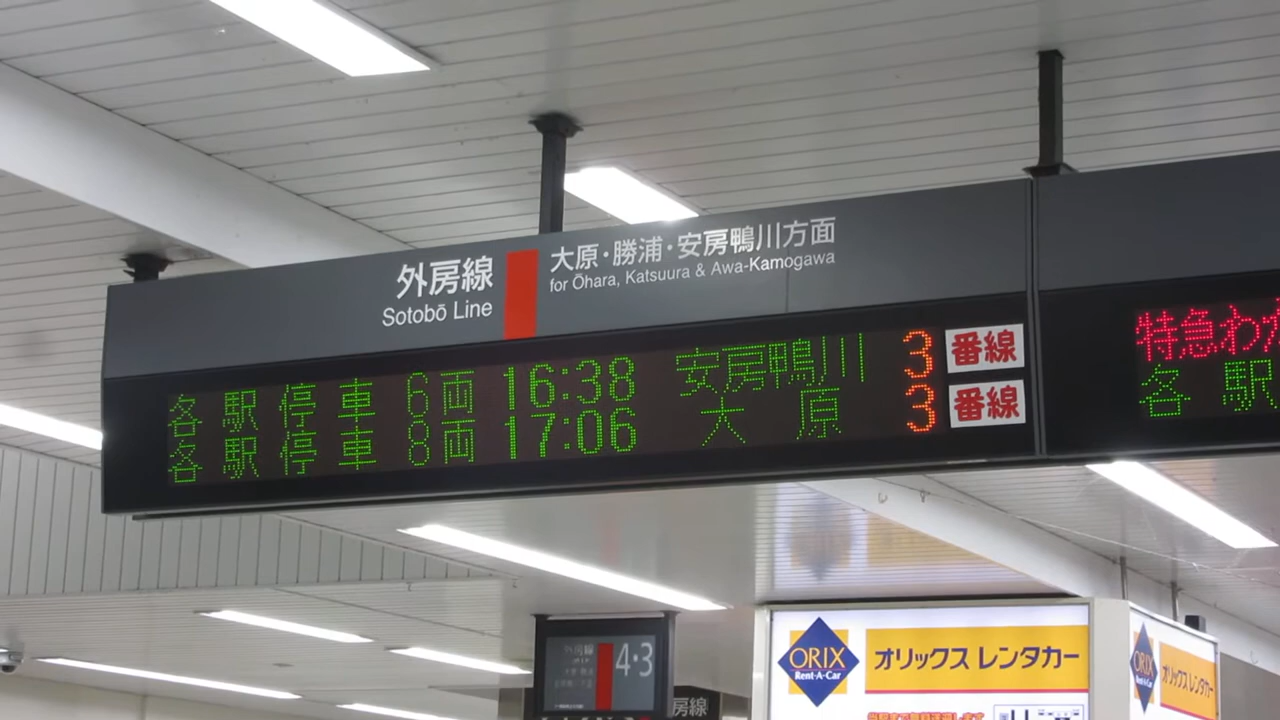 外房線
Sotobō Line
大原・勝浦・安房鴨川方面
for Ōhara, Katsuura & Awa-Kamogawa
各駅停車 6両 16:38 安房鴨川 3 番線
各駅停車 8両 17:06 大原 3 番線
特急わか
各駅
外房線
4・3
房線
ORIX
Rent-A-Car
オリックス レンタカー
ORIX
Rent-A-Car
オリックス レンタカー